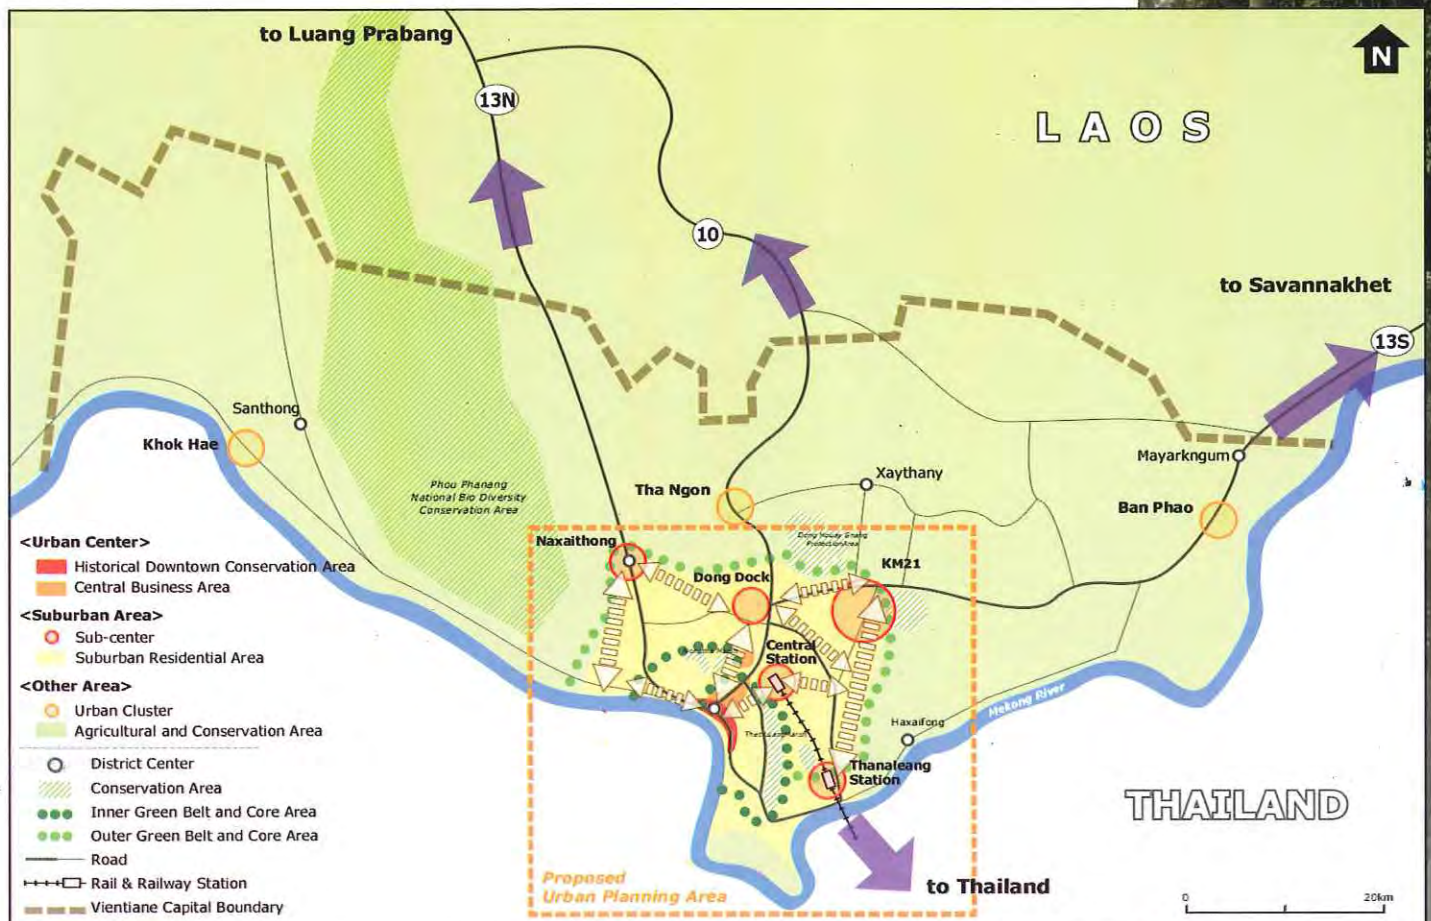 to Luang Prabang
N
13N
LAOS
10
to Savannakhet
13S
Santhong
Khok Hae
Mayarkngum
Xaythany
Tha Ngon
Ban Phao
Phou Phanang
National Bio Diversity
Conservation Area
Naxaithong
Protection Area
KM21
Dong Dock
Central
Station
Mekong River
Haxaifong
Thanaleang
Station
THAILAND
to Thailand
Proposed
Urban Planning Area
<Urban Center>
Historical Downtown Conservation Area
Central Business Area
<Suburban Area>
Sub-center
Suburban Residential Area
<Other Area>
Urban Cluster
Agricultural and Conservation Area
District Center
Conservation Area
Inner Green Belt and Core Area
Outer Green Belt and Core Area
Road
Rail & Railway Station
Vientiane Capital Boundary
0 20km